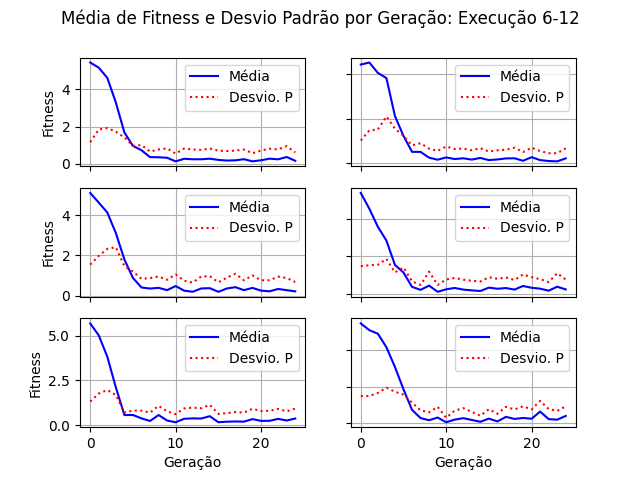 Média de Fitness e Desvio Padrão por Geração: Execução 6-12
Fitness
4
2
0
Média
Desvio. P
Média
Desvio. P
Fitness
4
2
0
Média
Desvio. P
Média
Desvio. P
Fitness
5.0
2.5
0.0
Média
Desvio. P
Média
Desvio. P
0 10 20
0 10 20
Geração
Geração